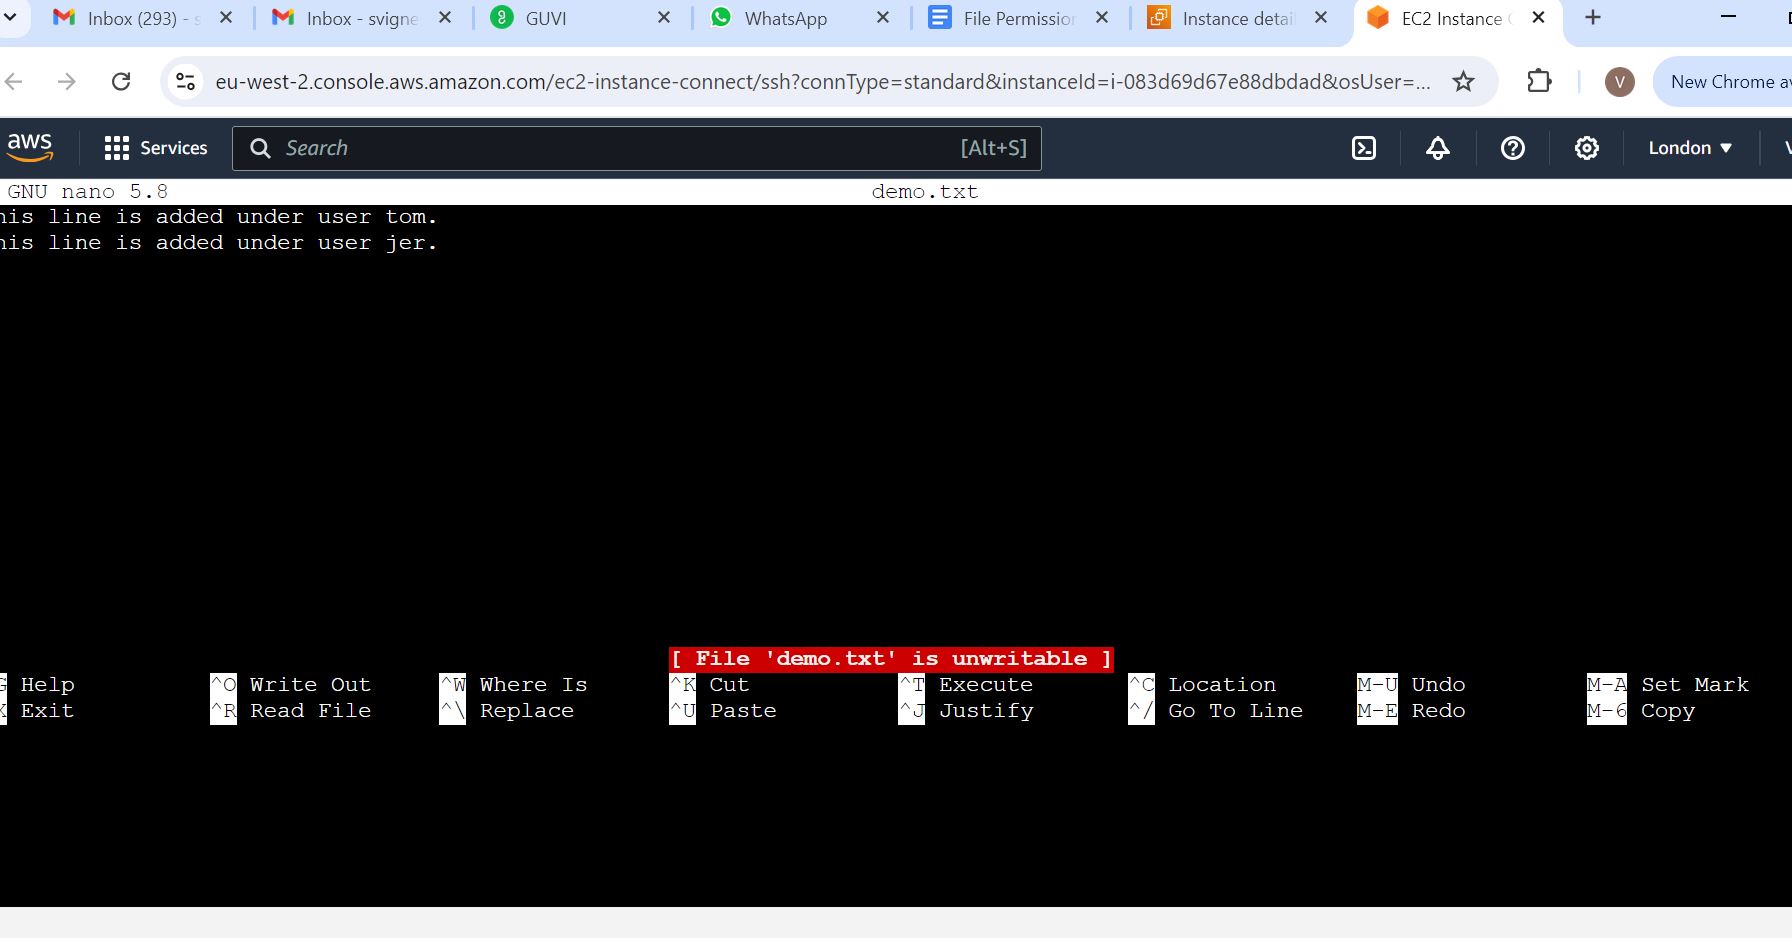 Inbox (293) - s
Inbox - svigne
GUVI
WhatsApp
File Permission
Instance detail
EC2 Instance C
eu-west-2.console.aws.amazon.com/ec2-instance-connect/ssh?connType=standard&instanceId=i-083d69d67e88dbdad&osUser=...
V
New Chrome av
aws
Services
Search
[Alt+S]
London
GNU nano 5.8 demo.txt
his line is added under user tom.
his line is added under user jer.
[ File 'demo.txt' is unwritable ]
G Help ^O Write Out ^W Where Is ^K Cut ^T Execute ^C Location M-U Undo M-A Set Mark
X Exit ^R Read File ^\ Replace ^U Paste ^J Justify ^/ Go To Line M-E Redo M-6 Copy